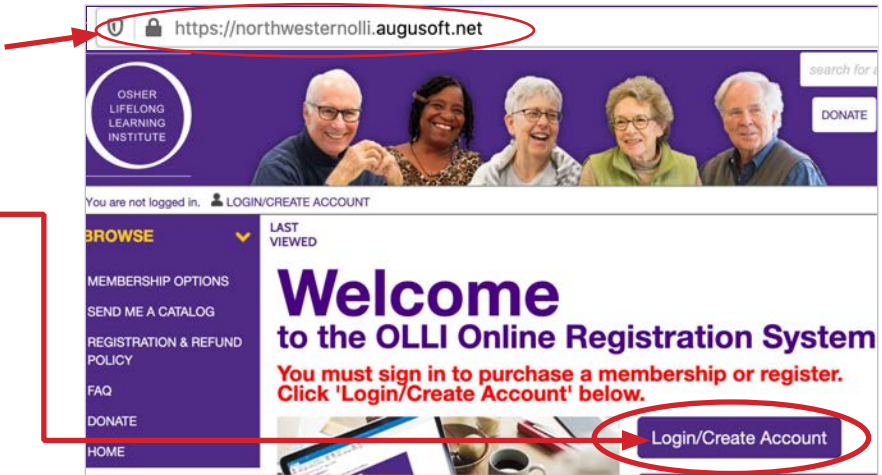 https://northwesternolli.augusoft.net
OSHER
LIFELONG
LEARNING
INSTITUTE
search for
DONATE
You are not logged in. LOGIN/CREATE ACCOUNT
BROWSE
LAST
VIEWED
MEMBERSHIP OPTIONS
SEND ME A CATALOG
REGISTRATION & REFUND
POLICY
FAQ
DONATE
HOME
Welcome
to the OLLI Online Registration System
You must sign in to purchase a membership or register.
Click 'Login/Create Account' below.
Login/Create Account